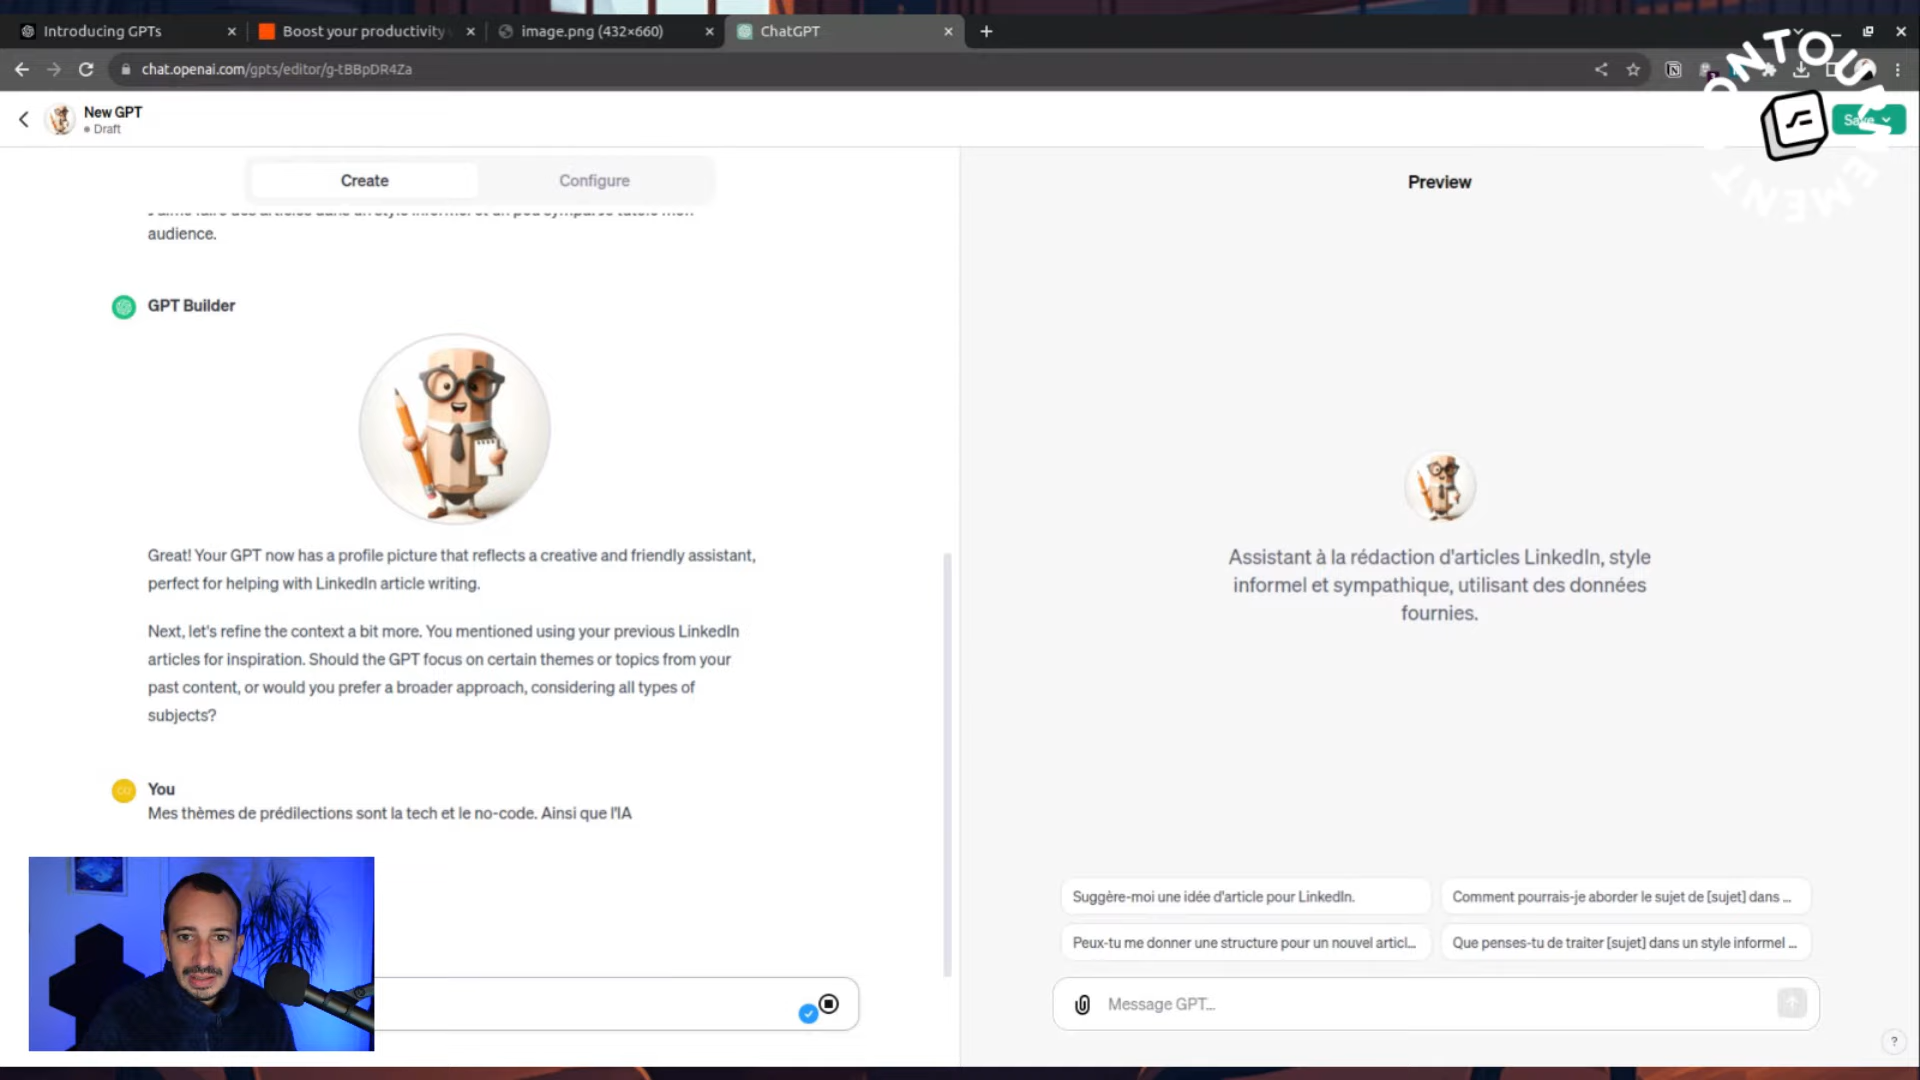 Introducing GPTs
Boost your productivity
image.png (432×660)
ChatGPT
chat.openai.com/gpts/editor/g-tBBpDR4Za
New GPT
Draft
Save
CONTOURNEMENT
Create
Configure
audience.
GPT Builder
Great! Your GPT now has a profile picture that reflects a creative and friendly assistant,
perfect for helping with LinkedIn article writing.
Next, let's refine the context a bit more. You mentioned using your previous LinkedIn
articles for inspiration. Should the GPT focus on certain themes or topics from your
past content, or would you prefer a broader approach, considering all types of
subjects?
You
Mes thèmes de prédilections sont la tech et le no-code. Ainsi que l'IA
Preview
Assistant à la rédaction d'articles LinkedIn, style
informel et sympathique, utilisant des données
fournies.
Suggère-moi une idée d'article pour LinkedIn.
Comment pourrais-je aborder le sujet de [sujet] dans ...
Peux-tu me donner une structure pour un nouvel articl...
Que penses-tu de traiter [sujet] dans un style informel ...
Message GPT...
?